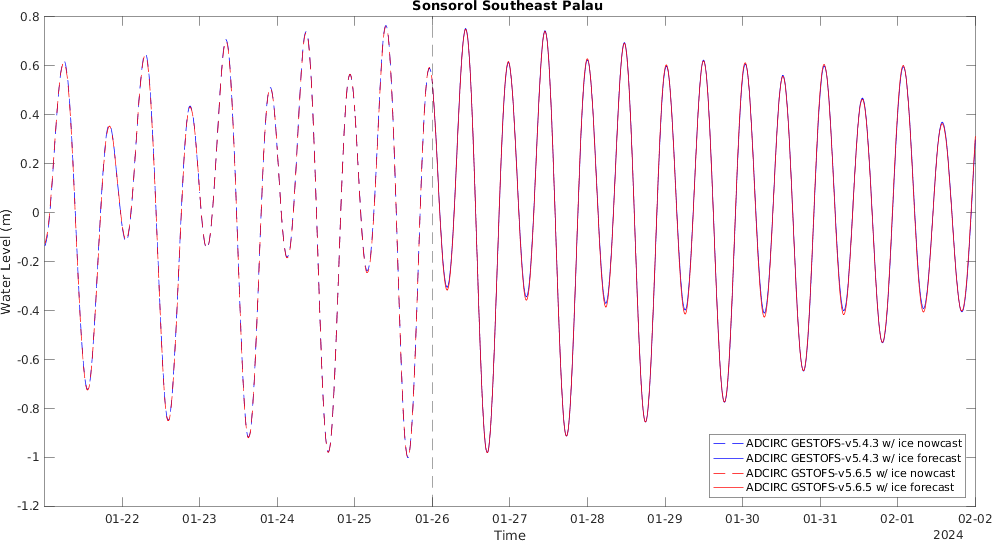 Sonsorol Southeast Palau
Water Level (m)
0.8
0.6
0.4
0.2
0
-0.2
-0.4
-0.6
-0.8
-1
-1.2
ADCIRC GESTOFS-v5.4.3 w/ ice nowcast
ADCIRC GESTOFS-v5.4.3 w/ ice forecast
ADCIRC GSTOFS-v5.6.5 w/ ice nowcast
ADCIRC GSTOFS-v5.6.5 w/ ice forecast
01-22 01-23 01-24 01-25 01-26 01-27 01-28 01-29 01-30 01-31 02-01 02-02
Time
2024